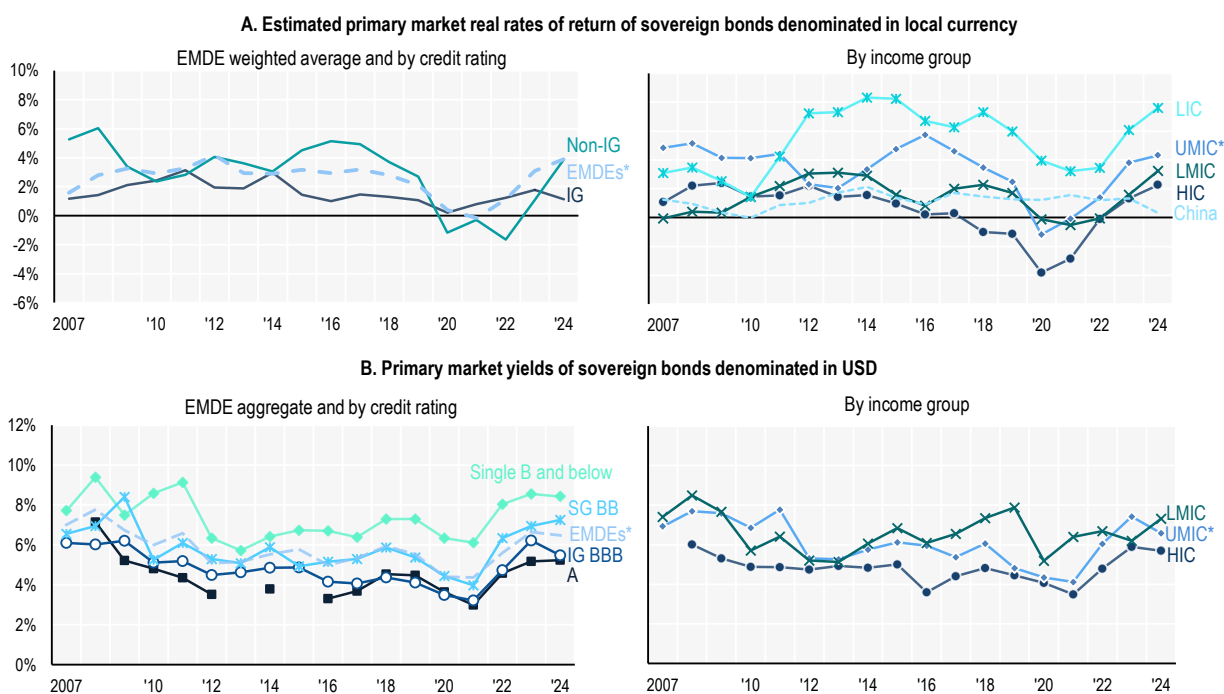 A. Estimated primary market real rates of return of sovereign bonds denominated in local currency
EMDE weighted average and by credit rating
10%
8%
6%
4%
2%
0%
-2%
-4%
-6%
Non-IG
EMDEs*
IG
2007 '10 '12 '14 '16 '18 '20 '22 '24
By income group
LIC
UMIC*
LMIC
HIC
China
2007 '10 '12 '14 '16 '18 '20 '22 '24
B. Primary market yields of sovereign bonds denominated in USD
EMDE aggregate and by credit rating
12%
10%
8%
6%
4%
2%
0%
Single B and below
SG BB
EMDEs*
IG BBB
A
2007 '10 '12 '14 '16 '18 '20 '22 '24
By income group
LMIC
UMIC*
HIC
2007 '10 '12 '14 '16 '18 '20 '22 '24